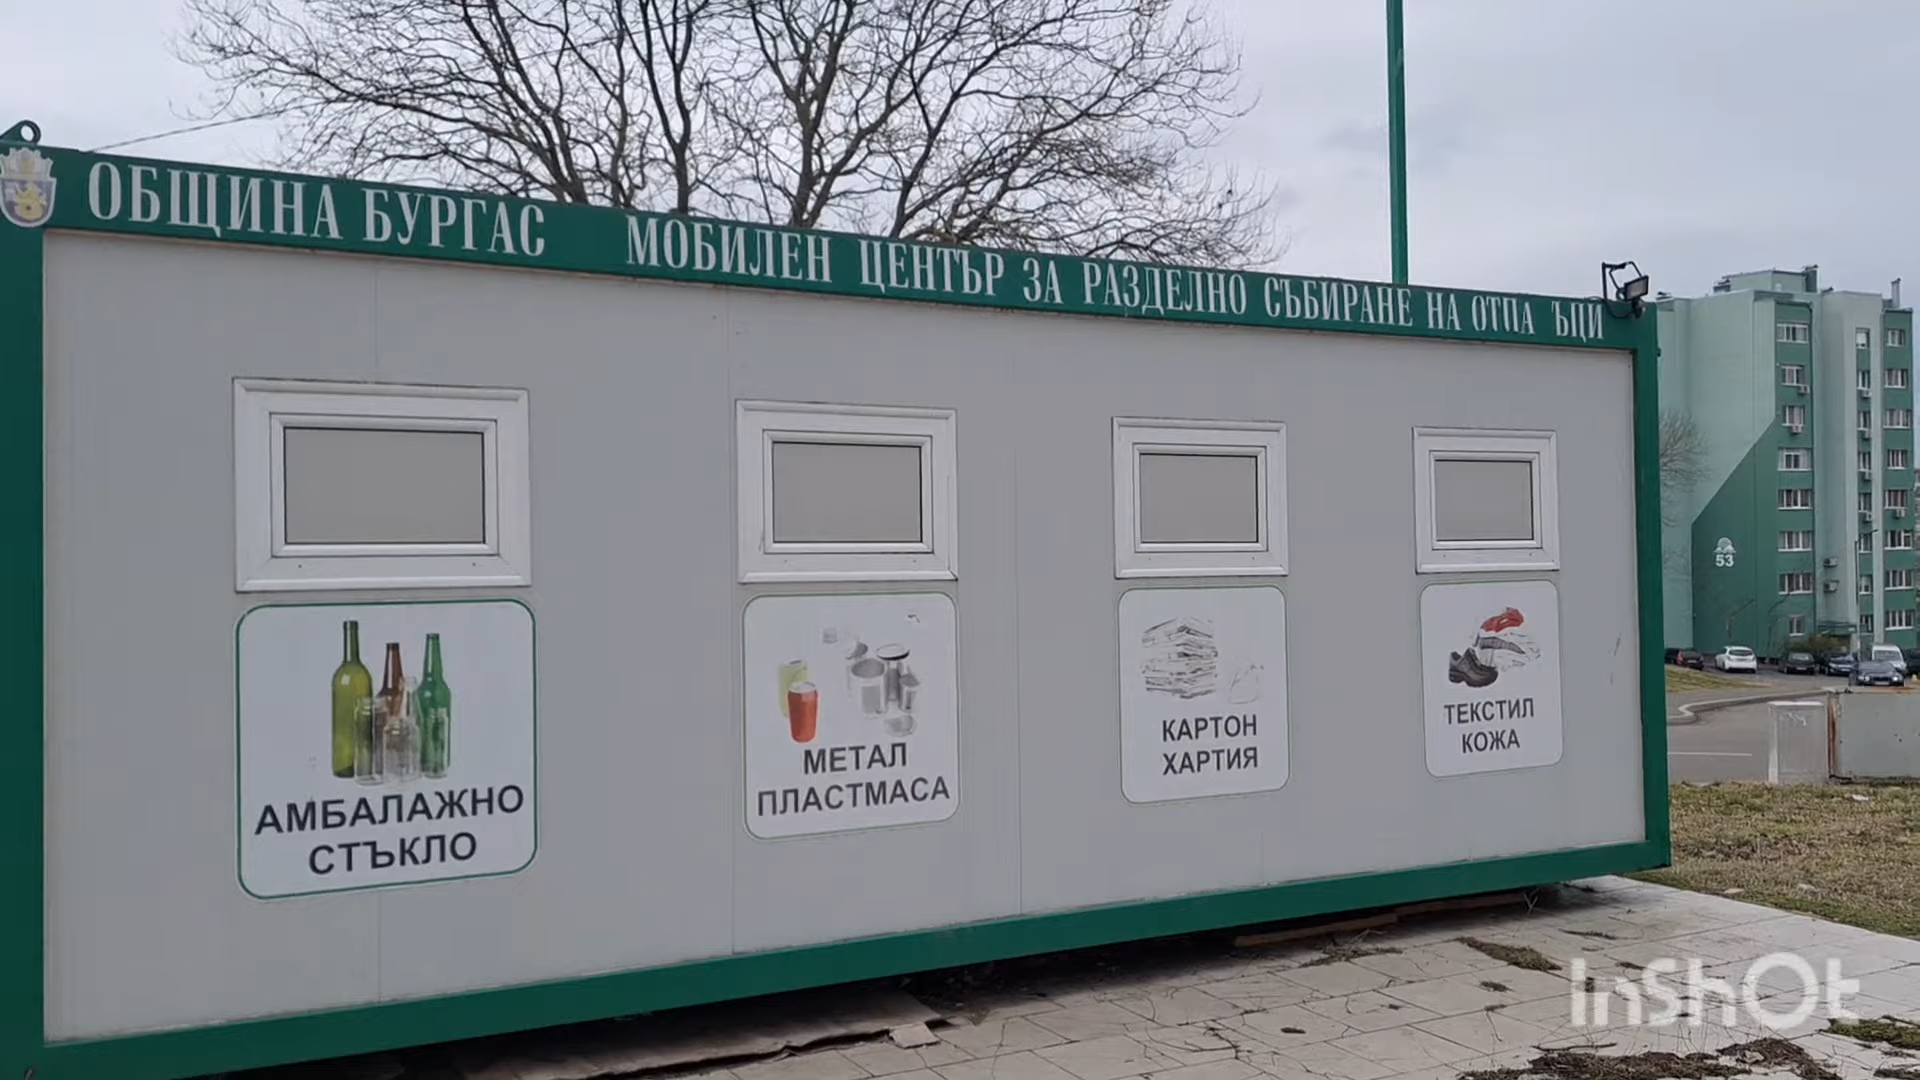 ОБЩИНА БУРГАС МОБИЛЕН ЦЕНТЪР ЗА РАЗДЕЛНО СЪБИРАНЕ НА ОТПА ЪЦИ
АМБАЛАЖНО
СТЪКЛО
МЕТАЛ
ПЛАСТМАСА
КАРТОН
ХАРТИЯ
ТЕКСТИЛ
КОЖА
53
InShOt